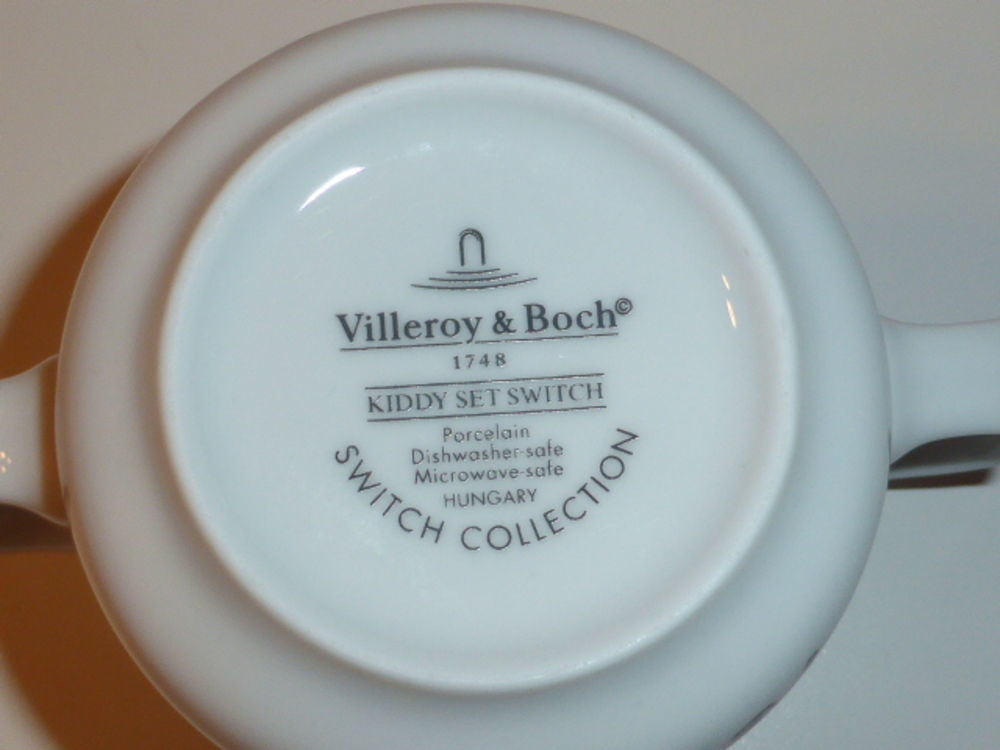 Villeroy & Boch©
1748
KIDDY SET SWITCH
Porcelain
Dishwasher-safe
Microwave-safe
HUNGARY
SWITCH COLLECTION